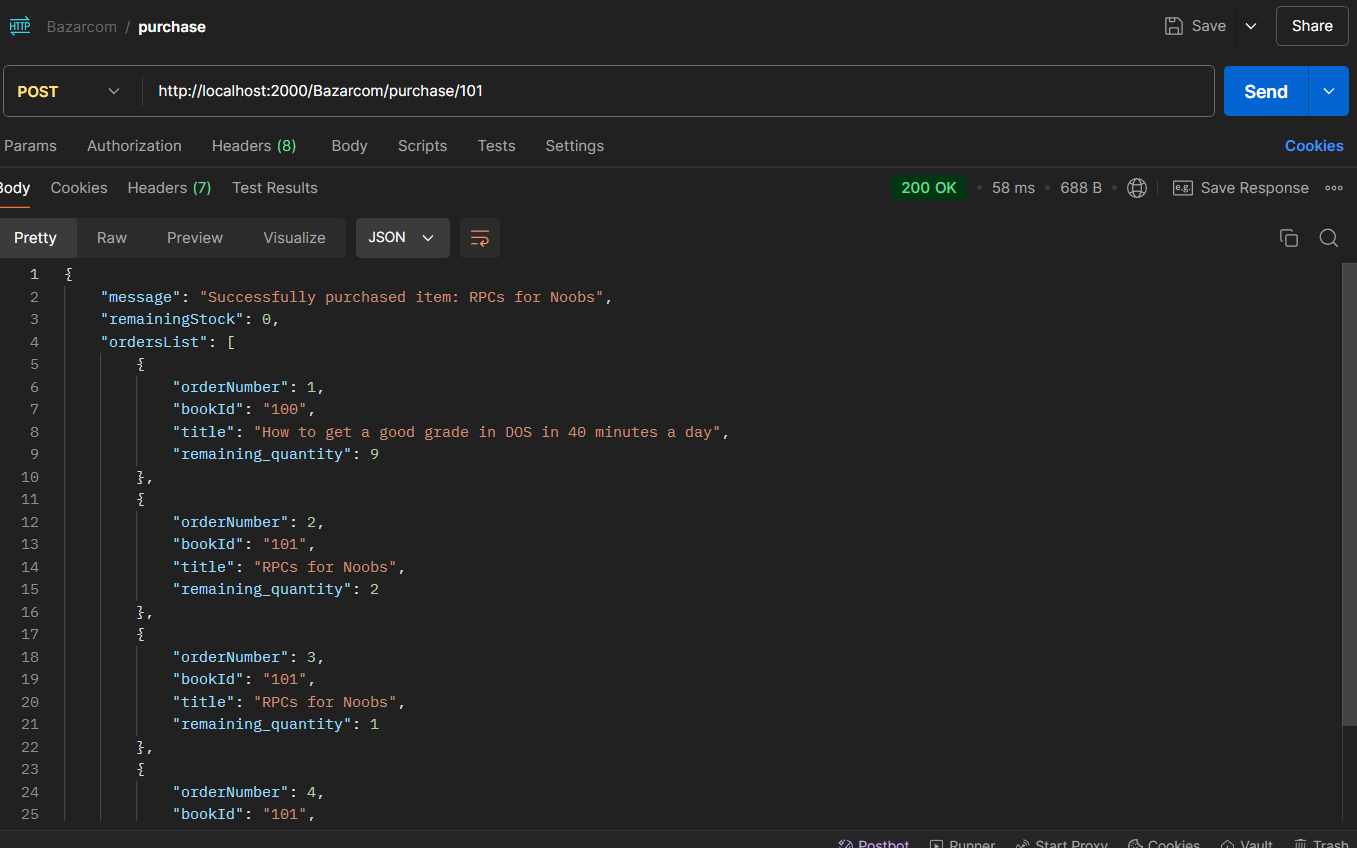 HTTP Bazarcom / purchase Save Share
POST http://localhost:2000/Bazarcom/purchase/101 Send
Params Authorization Headers (8) Body Scripts Tests Settings Cookies
Body Cookies Headers (7) Test Results 200 OK • 58 ms • 688 B • e.g. Save Response
Pretty Raw Preview Visualize JSON
1 {
2 "message": "Successfully purchased item: RPCs for Noobs",
3 "remainingStock": 0,
4 "ordersList": [
5 {
6 "orderNumber": 1,
7 "bookId": "100",
8 "title": "How to get a good grade in DOS in 40 minutes a day",
9 "remaining_quantity": 9
10 },
11 {
12 "orderNumber": 2,
13 "bookId": "101",
14 "title": "RPCs for Noobs",
15 "remaining_quantity": 2
16 },
17 {
18 "orderNumber": 3,
19 "bookId": "101",
20 "title": "RPCs for Noobs",
21 "remaining_quantity": 1
22 },
23 {
24 "orderNumber": 4,
25 "bookId": "101",
Postbot Runner Start Proxy Cookies Vault Trash